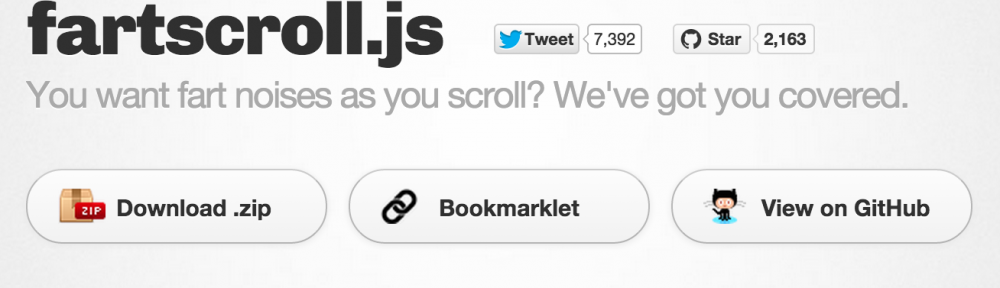 fartscroll.js Tweet 7,392 Star 2,163
You want fart noises as you scroll? We've got you covered.
ZIP Download .zip Bookmarklet View on GitHub